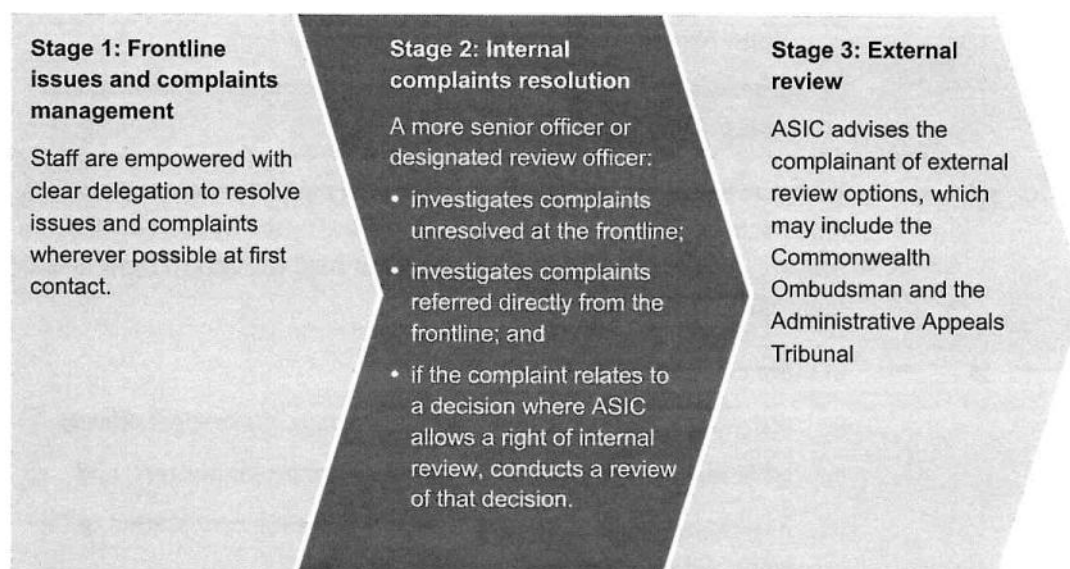 Stage 1: Frontline
issues and complaints
management
Staff are empowered with
clear delegation to resolve
issues and complaints
wherever possible at first
contact.
Stage 2: Internal
complaints resolution
A more senior officer or
designated review officer:
• investigates complaints
unresolved at the frontline;
• investigates complaints
referred directly from the
frontline; and
• if the complaint relates to
a decision where ASIC
allows a right of internal
review, conducts a review
of that decision.
Stage 3: External
review
ASIC advises the
complainant of external
review options, which
may include the
Commonwealth
Ombudsman and the
Administrative Appeals
Tribunal